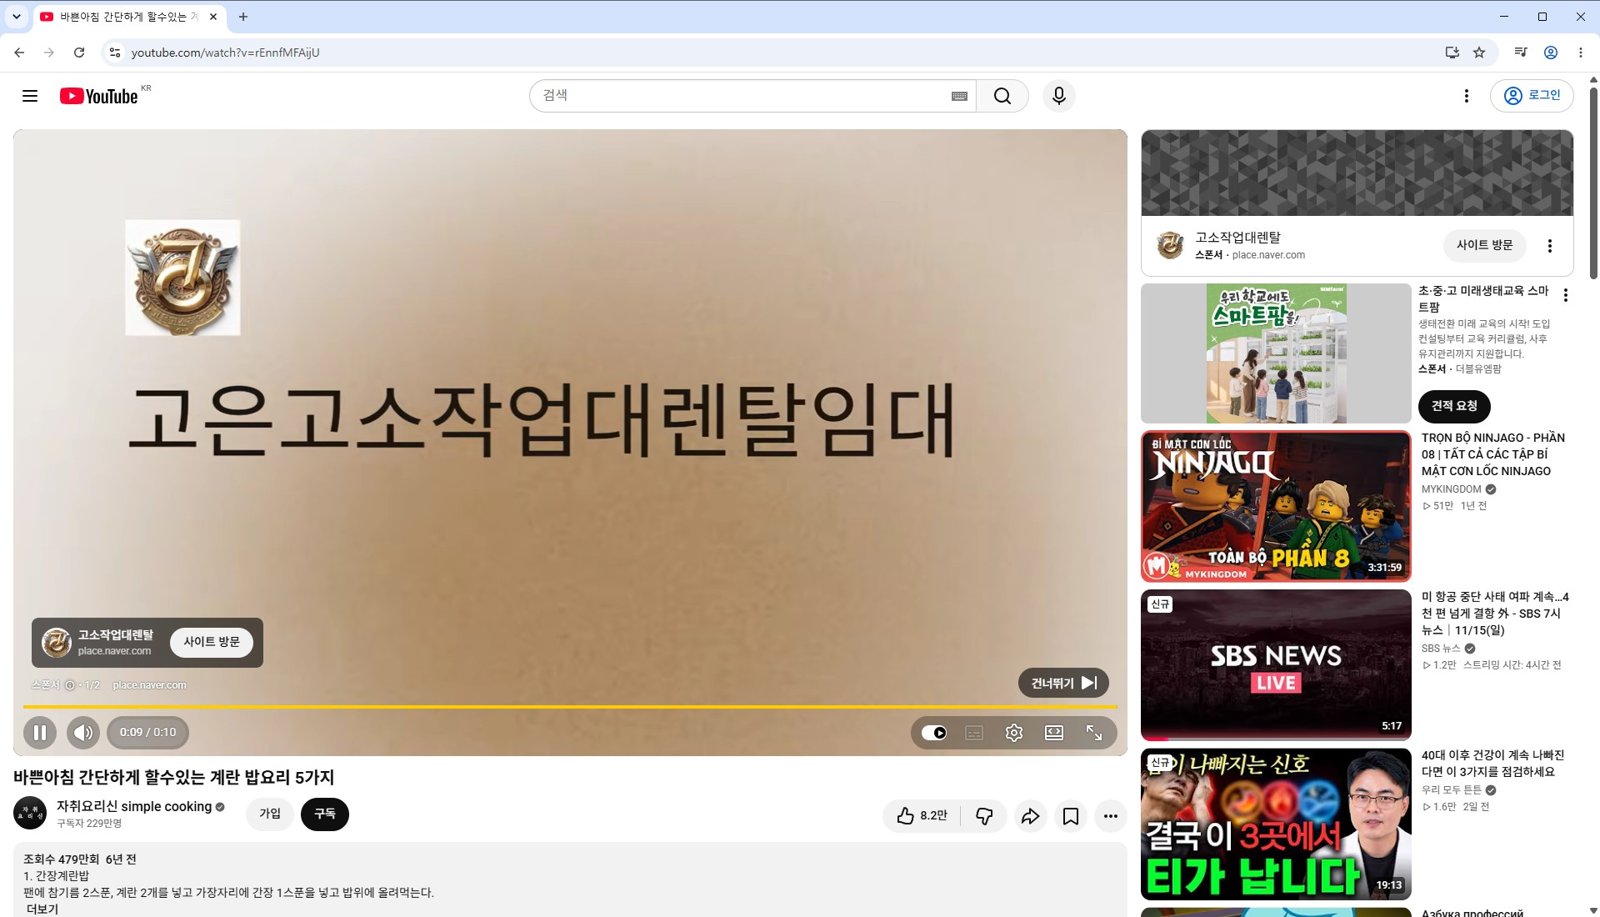 바쁜아침 간단하게 할수있는 계
youtube.com/watch?v=rEnnfMFAijU
YouTube KR
검색
로그인
고은고소작업대렌탈임대
고소작업대렌탈
place.naver.com
사이트 방문
스폰서 · 1/2 place.naver.com
건너뛰기
0:09 / 0:10
바쁜아침 간단하게 할수있는 계란 밥요리 5가지
자취요리신
자취요리신 simple cooking
구독자 229만명
가입
구독
8.2만
조회수 479만회 6년 전
1. 간장계란밥
팬에 참기름 2스푼, 계란 2개를 넣고 가장자리에 간장 1스푼을 넣고 밥위에 올려먹는다.
더보기
고소작업대렌탈
스폰서 · place.naver.com
사이트 방문
우리 학교에도
스마트팜을!
초·중·고 미래생태교육 스마
트팜
생태전환 미래 교육의 시작! 도입
컨설팅부터 교육 커리큘럼, 사후
유지관리까지 지원합니다.
스폰서 · 더블유엠팜
견적 요청
BÍ MẬT CƠN LỐC
NINJAGO
TOÀN BỘ PHẦN 8
MYKINGDOM
3:31:59
TRỌN BỘ NINJAGO - PHẦN
08 | TẤT CẢ CÁC TẬP BÍ
MẬT CƠN LỐC NINJAGO
MYKINGDOM
51만 1년 전
신규
SBS NEWS
LIVE
5:17
미 항공 중단 사태 여파 계속...4
천 편 넘게 결항 外 - SBS 7시
뉴스｜11/15(일)
SBS 뉴스
1.2만 스트리밍 시간: 4시간 전
신규
이 나빠지는 신호
결국 이 3곳에서
티가 납니다
19:13
40대 이후 건강이 계속 나빠진
다면 이 3가지를 점검하세요
우리 모두 튼튼
1.6만 2일 전
Азбука профессий